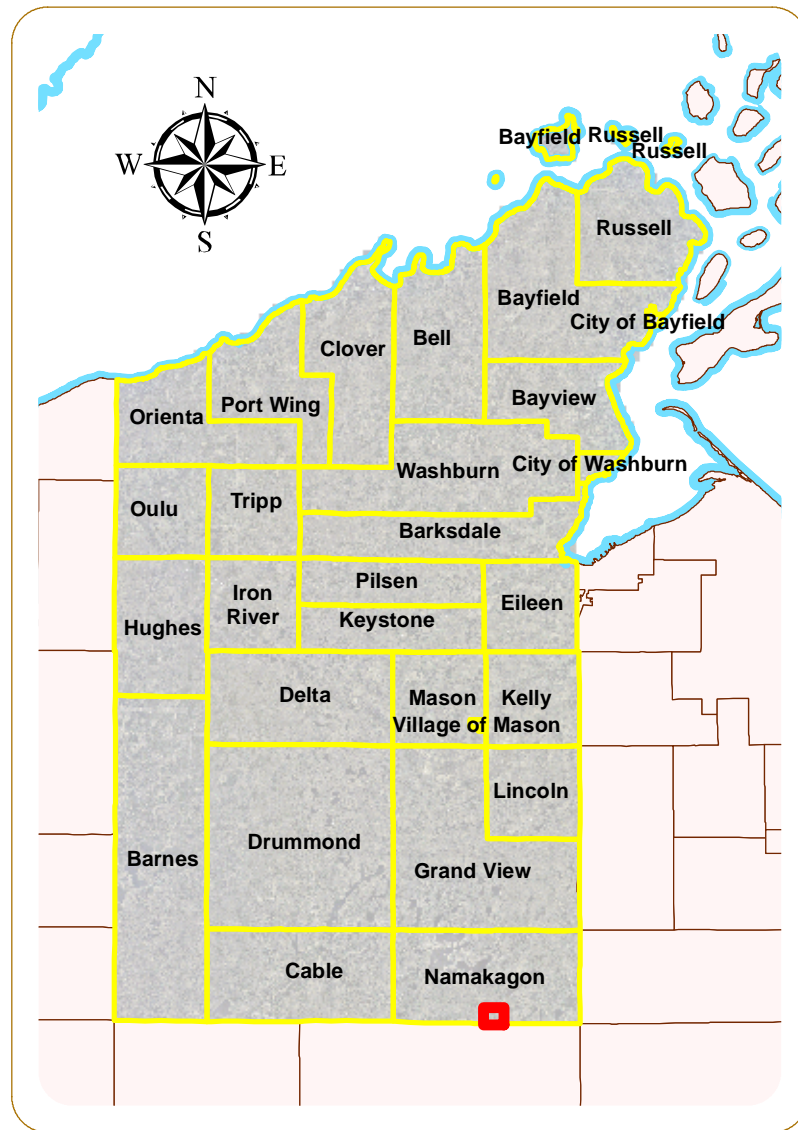 N
W E
S
Bayfield Russell
Russell
Russell
Bayfield
City of Bayfield
Clover
Bell
Bayview
Port Wing
Orienta
Washburn
City of Washburn
Oulu
Tripp
Barksdale
Pilsen
Iron
River
Eileen
Keystone
Hughes
Delta
Mason
Kelly
Village of
Mason
Lincoln
Drummond
Barnes
Grand View
Cable
Namakagon